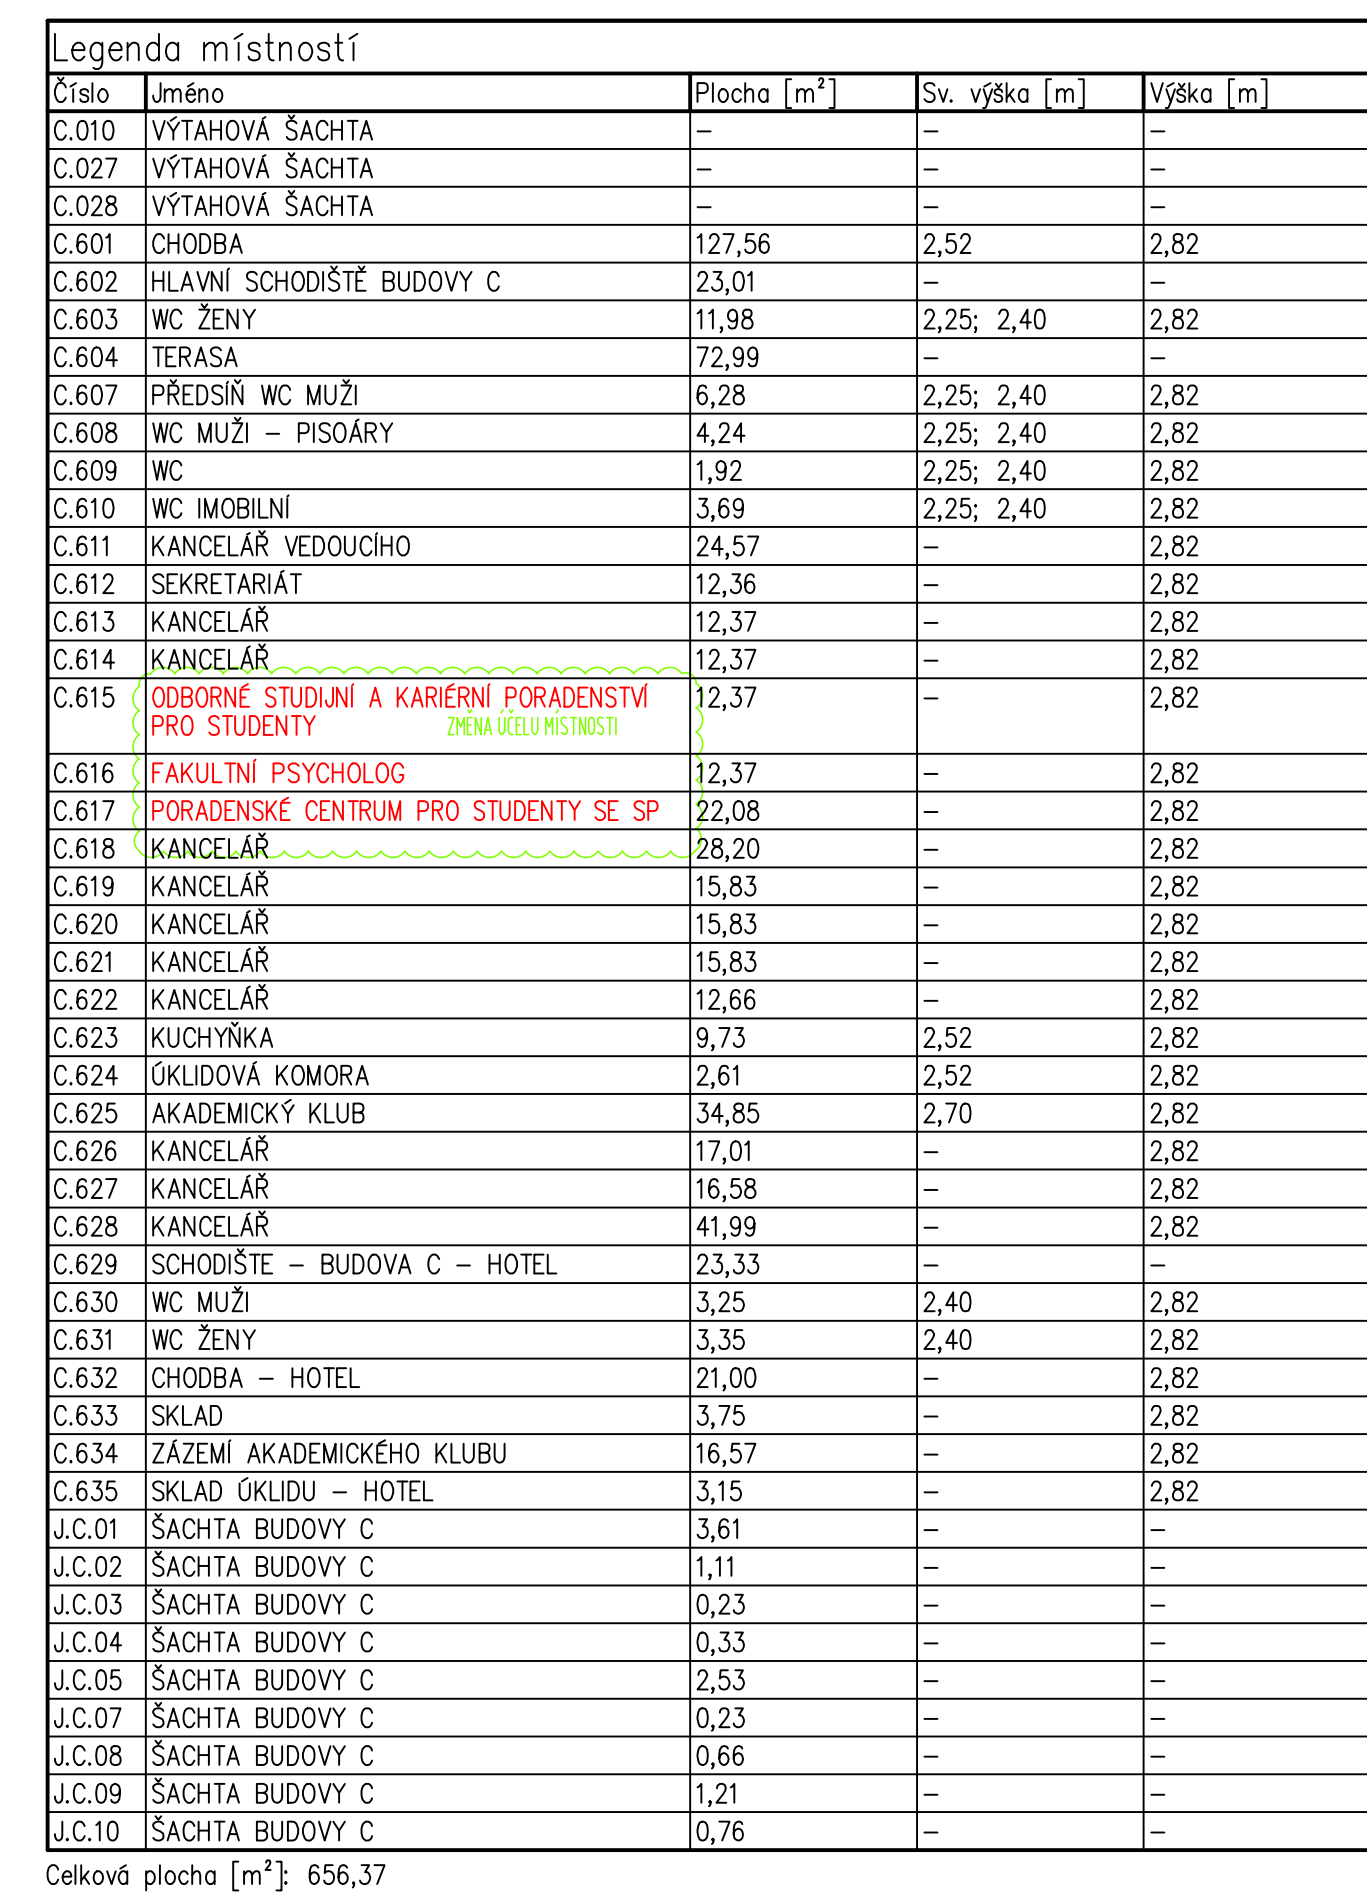 Legenda místností
Číslo Jméno Plocha [m²] Sv. výška [m] Výška [m]
C.010 VÝTAHOVÁ ŠACHTA – – –
C.027 VÝTAHOVÁ ŠACHTA – – –
C.028 VÝTAHOVÁ ŠACHTA – – –
C.601 CHODBA 127,56 2,52 2,82
C.602 HLAVNÍ SCHODIŠTĚ BUDOVY C 23,01 – –
C.603 WC ŽENY 11,98 2,25; 2,40 2,82
C.604 TERASA 72,99 – –
C.607 PŘEDSÍŇ WC MUŽI 6,28 2,25; 2,40 2,82
C.608 WC MUŽI – PISOÁRY 4,24 2,25; 2,40 2,82
C.609 WC 1,92 2,25; 2,40 2,82
C.610 WC IMOBILNÍ 3,69 2,25; 2,40 2,82
C.611 KANCELÁŘ VEDOUCÍHO 24,57 – 2,82
C.612 SEKRETARIÁT 12,36 – 2,82
C.613 KANCELÁŘ 12,37 – 2,82
C.614 KANCELÁŘ 12,37 – 2,82
C.615 ODBORNÉ STUDIJNÍ A KARIÉRNÍ PORADENSTVÍ 12,37 – 2,82
PRO STUDENTY ZMĚNA ÚČELU MÍSTNOSTI
C.616 FAKULTNÍ PSYCHOLOG 12,37 – 2,82
C.617 PORADENSKÉ CENTRUM PRO STUDENTY SE SP 22,08 – 2,82
C.618 KANCELÁŘ 28,20 – 2,82
C.619 KANCELÁŘ 15,83 – 2,82
C.620 KANCELÁŘ 15,83 – 2,82
C.621 KANCELÁŘ 15,83 – 2,82
C.622 KANCELÁŘ 12,66 – 2,82
C.623 KUCHYŇKA 9,73 2,52 2,82
C.624 ÚKLIDOVÁ KOMORA 2,61 2,52 2,82
C.625 AKADEMICKÝ KLUB 34,85 2,70 2,82
C.626 KANCELÁŘ 17,01 – 2,82
C.627 KANCELÁŘ 16,58 – 2,82
C.628 KANCELÁŘ 41,99 – 2,82
C.629 SCHODIŠTE – BUDOVA C – HOTEL 23,33 – –
C.630 WC MUŽI 3,25 2,40 2,82
C.631 WC ŽENY 3,35 2,40 2,82
C.632 CHODBA – HOTEL 21,00 – 2,82
C.633 SKLAD 3,75 – 2,82
C.634 ZÁZEMÍ AKADEMICKÉHO KLUBU 16,57 – 2,82
C.635 SKLAD ÚKLIDU – HOTEL 3,15 – 2,82
J.C.01 ŠACHTA BUDOVY C 3,61 – –
J.C.02 ŠACHTA BUDOVY C 1,11 – –
J.C.03 ŠACHTA BUDOVY C 0,23 – –
J.C.04 ŠACHTA BUDOVY C 0,33 – –
J.C.05 ŠACHTA BUDOVY C 2,53 – –
J.C.07 ŠACHTA BUDOVY C 0,23 – –
J.C.08 ŠACHTA BUDOVY C 0,66 – –
J.C.09 ŠACHTA BUDOVY C 1,21 – –
J.C.10 ŠACHTA BUDOVY C 0,76 – –
Celková plocha [m²]: 656,37